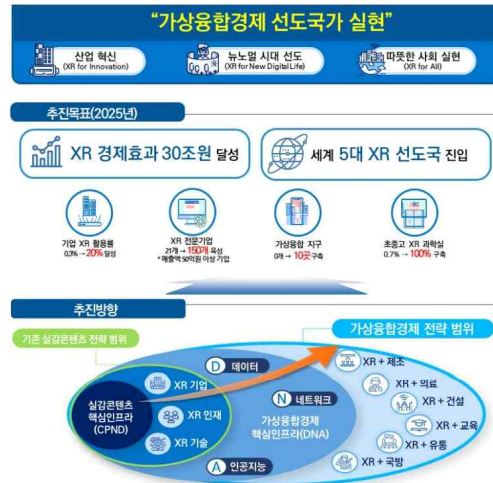 “가상융합경제 선도국가 실현”
산업 혁신
(XR for Innovation)
뉴노멀 시대 선도
(XR for New Digital Life)
따뜻한 사회 실현
(XR for All)
추진목표(2025년)
XR 경제효과 30조원 달성
세계 5대 XR 선도국 진입
기업 XR 활용률
0.3% → 20% 달성
XR 전문기업
21개 → 150개 육성
* 매출액 50억원 이상 기업
가상융합 지구
0개 → 10곳 구축
초중고 XR 과학실
0.7% → 100% 구축
추진방향
기존 실감콘텐츠 전략 범위
가상융합경제 전략 범위
D 데이터
XR + 제조
XR 기업
XR + 의료
실감콘텐츠
핵심인프라
(CPND)
XR 인재
N 네트워크
XR + 건설
가상융합경제
핵심인프라(DNA)
XR + 교육
XR 기술
XR + 유통
A 인공지능
XR + 국방